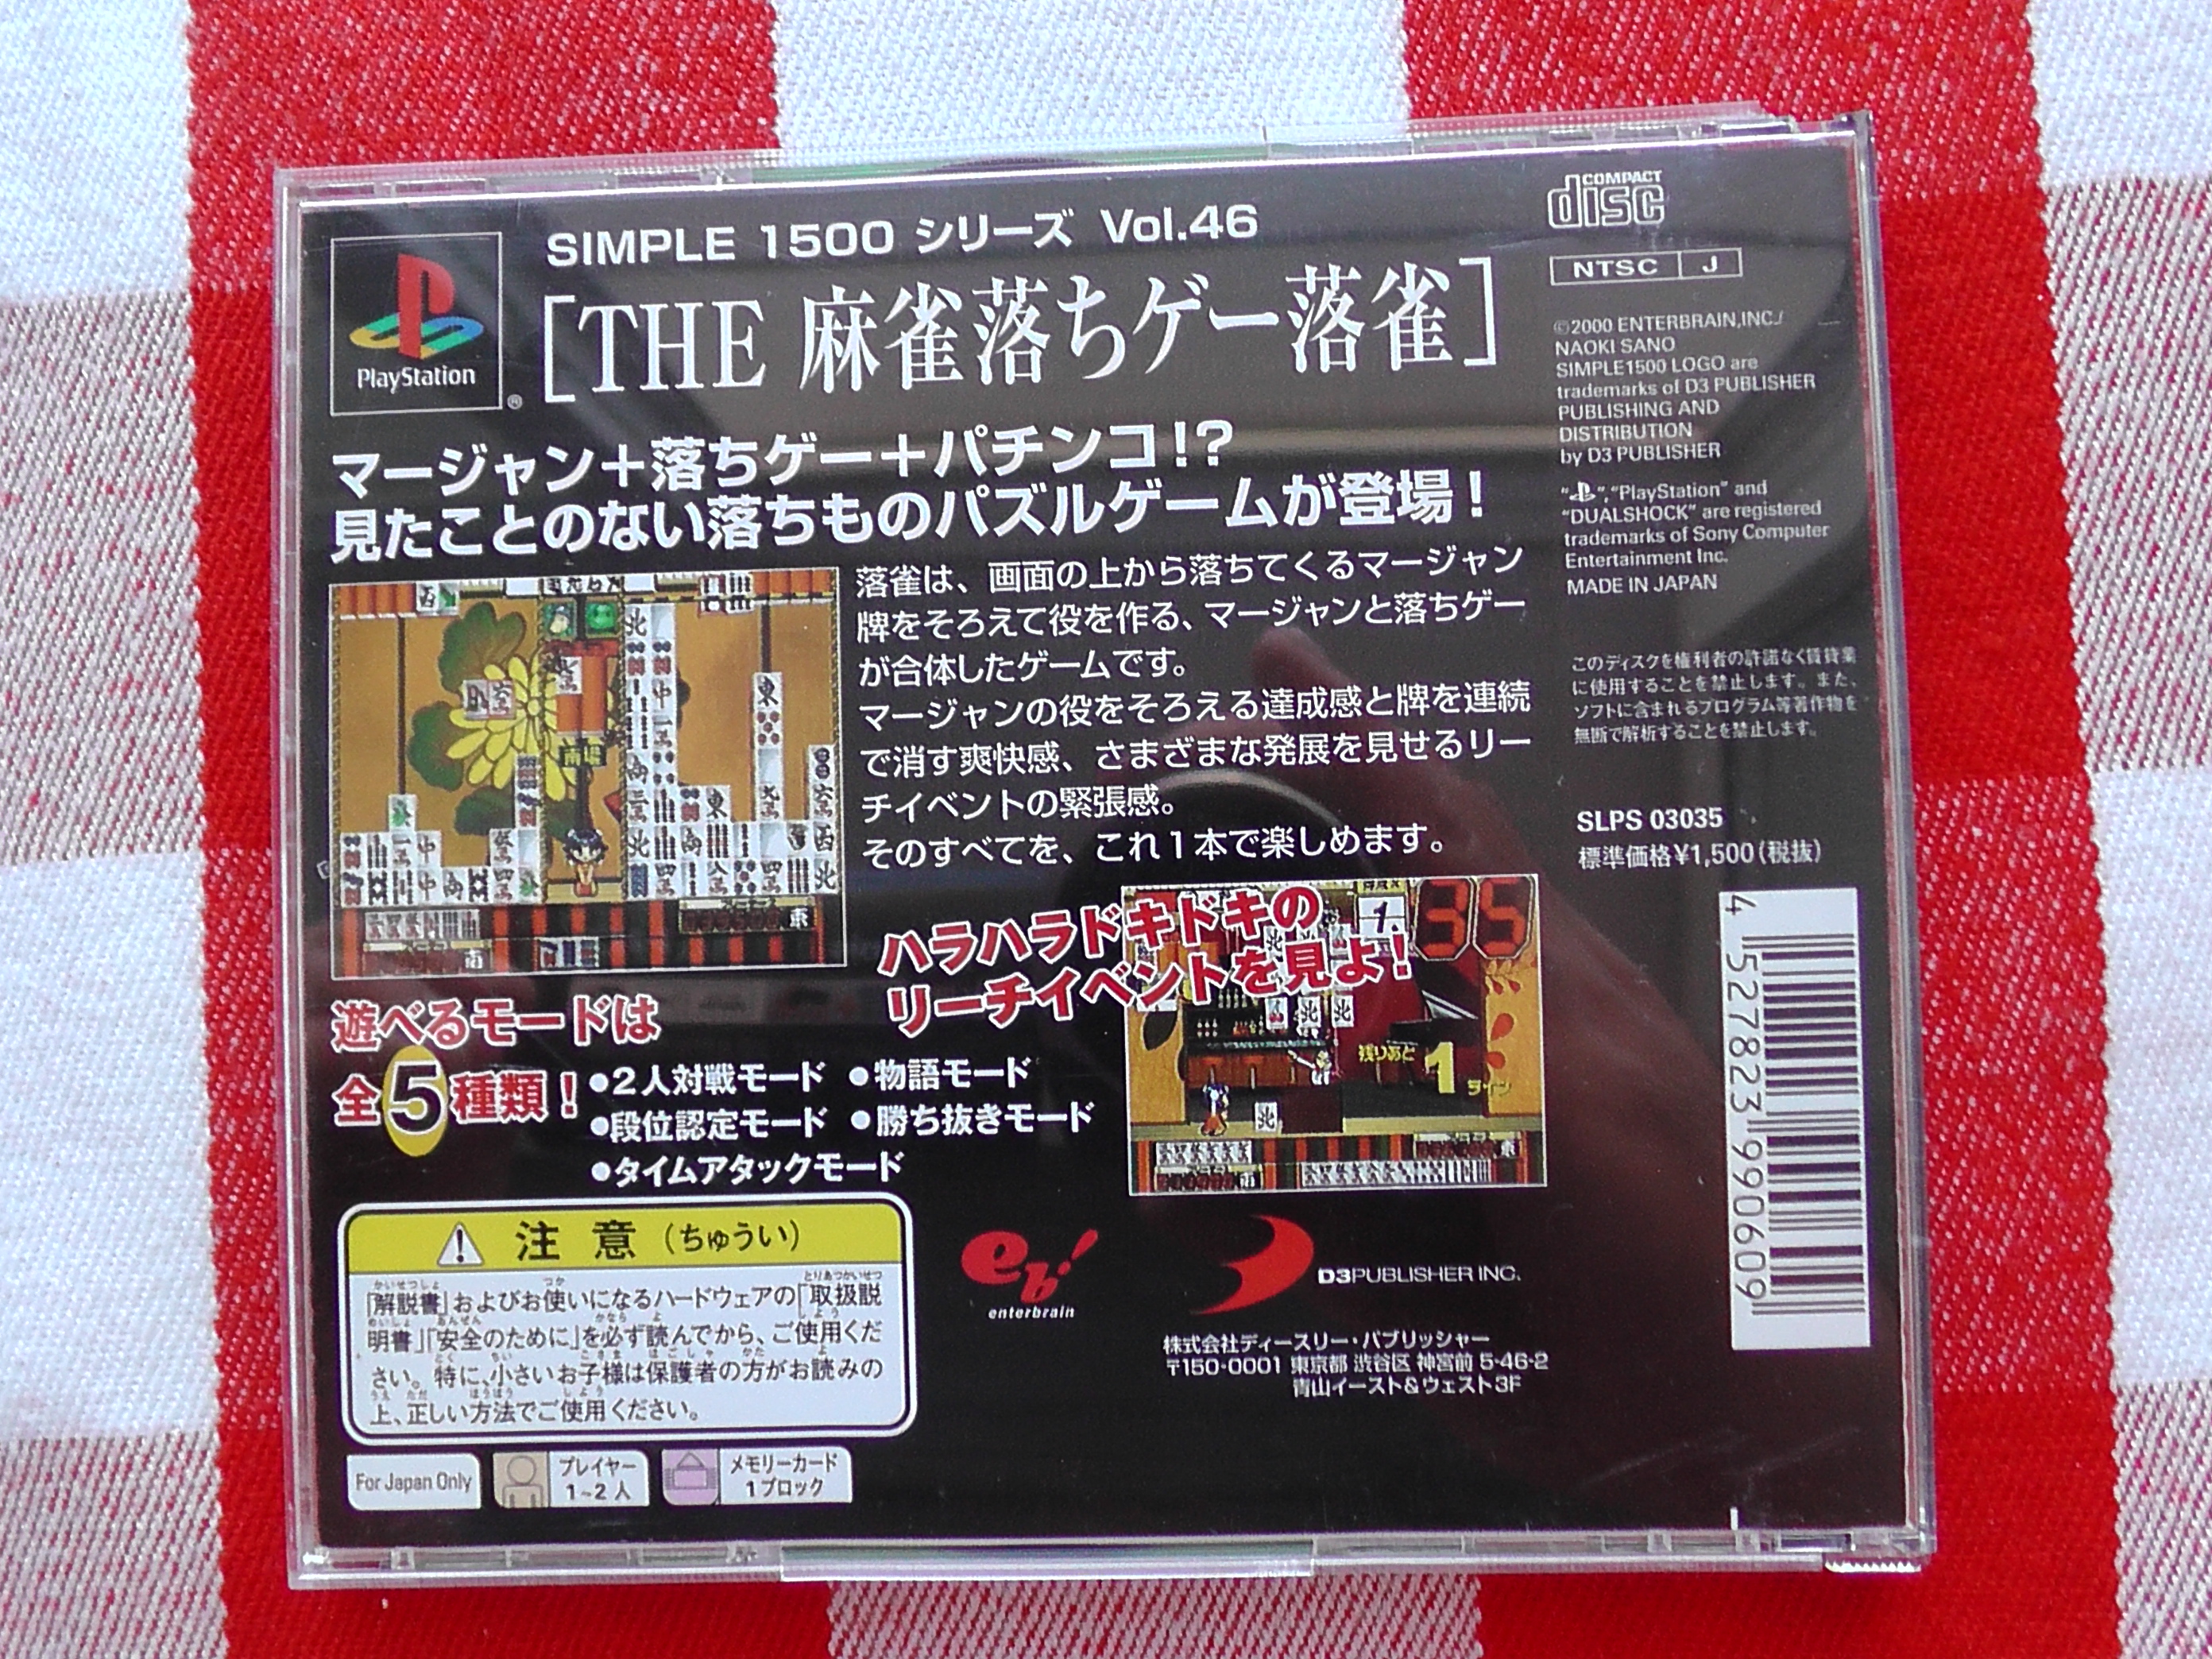 PlayStation
®
SIMPLE 1500 シリーズ Vol.46
[THE 麻雀落ちゲー落雀]
マージャン＋落ちゲー＋パチンコ!?
見たことのない落ちものパズルゲームが登場!
落雀は、画面の上から落ちてくるマージャン
牌をそろえて役を作る、マージャンと落ちゲー
が合体したゲームです。
マージャンの役をそろえる達成感と牌を連続
で消す爽快感、さまざまな発展を見せるリー
チイベントの緊張感。
そのすべてを、これ1本で楽しめます。
ハラハラドキドキの
リーチイベントを見よ!
35
残りあと 1 ライン
遊べるモードは
全5種類!
●2人対戦モード ●物語モード
●段位認定モード ●勝ち抜きモード
●タイムアタックモード
注意(ちゅうい)
「解説書」およびお使いになるハードウェアの「取扱説
明書」「安全のために」を必ず読んでから、ご使用くだ
さい。特に、小さいお子様は保護者の方がお読みの
上、正しい方法でご使用ください。
For Japan Only
プレイヤー
1~2人
メモリーカード
1ブロック
eb!
enterbrain
D3PUBLISHER INC.
株式会社ディースリー・パブリッシャー
〒150-0001 東京都 渋谷区 神宮前 5-46-2
青山イースト&ウェスト3F
COMPACT
disc
NTSC J
©2000 ENTERBRAIN,INC./
NAOKI SANO
SIMPLE1500 LOGO are
trademarks of D3 PUBLISHER
PUBLISHING AND
DISTRIBUTION
by D3 PUBLISHER
"PS","PlayStation" and
"DUALSHOCK" are registered
trademarks of Sony Computer
Entertainment Inc.
MADE IN JAPAN
このディスクを権利者の許諾なく賃貸業
に使用することを禁止します。また、
ソフトに含まれるプログラム等著作物を
無断で解析することを禁止します。
SLPS 03035
標準価格¥1,500(税抜)
4 527823 990609